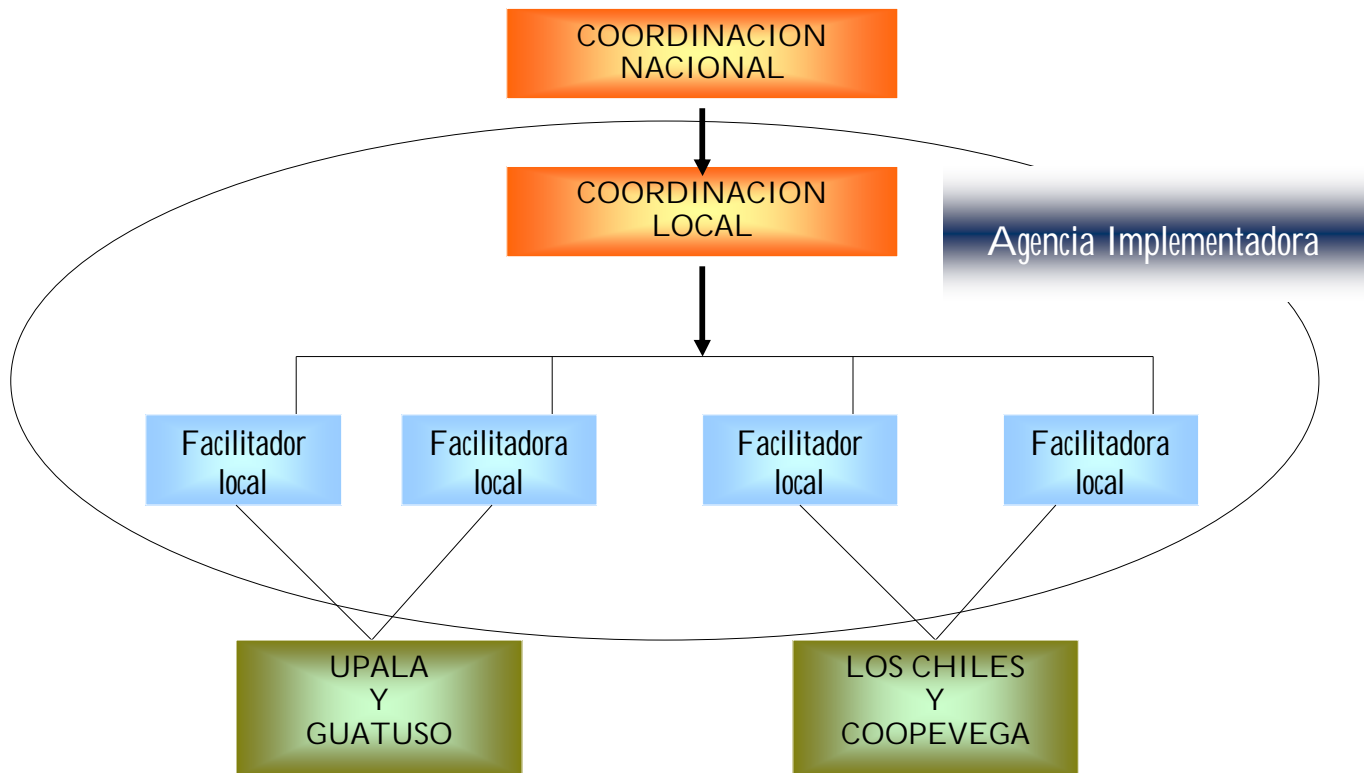 COORDINACION
NACIONAL
COORDINACION
LOCAL
Agencia Implementadora
Facilitador
local
Facilitadora
local
Facilitador
local
Facilitadora
local
UPALA
Y
GUATUSO
LOS CHILES
Y
COOPEVEGA